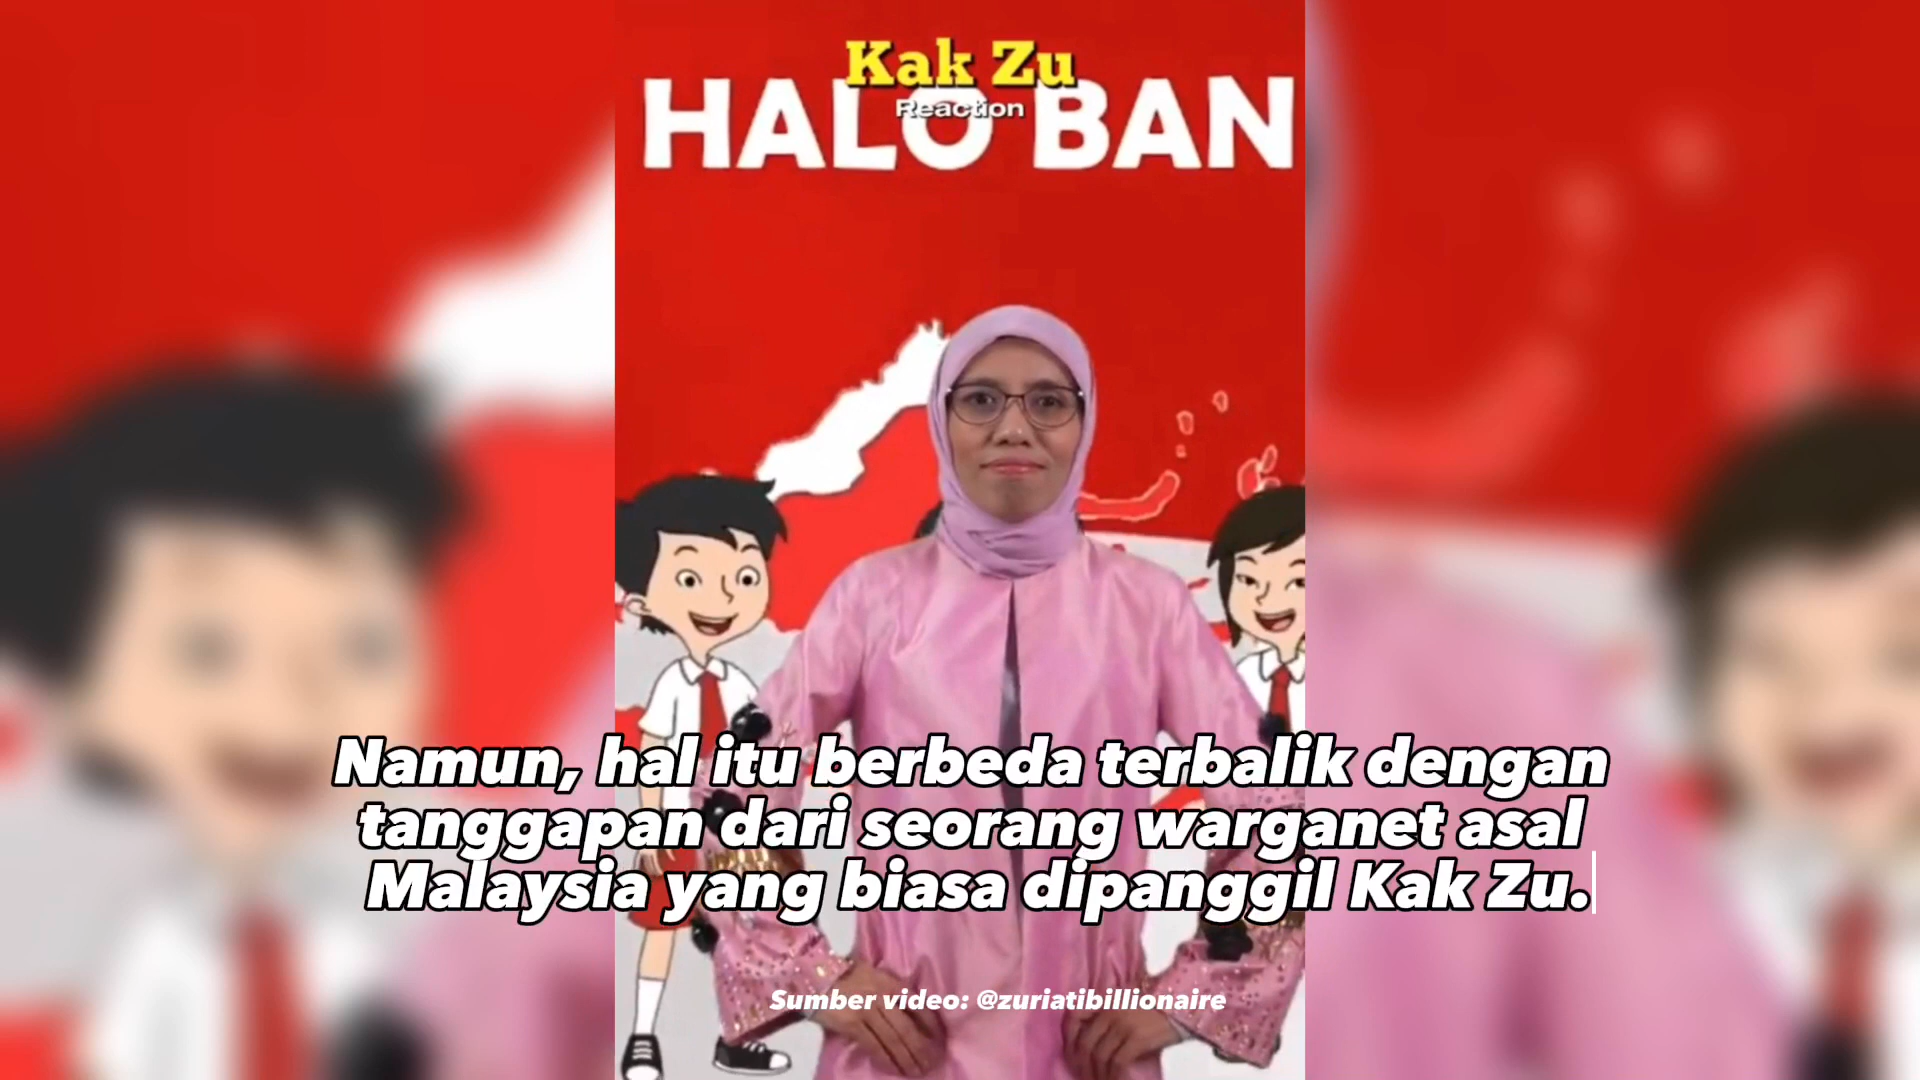 Kak Zu
HALO BAN
Reaction
Namun, hal itu berbeda terbalik dengan
tanggapan dari seorang warganet asal
Malaysia yang biasa dipanggil Kak Zu.
Sumber video: @zuriatibillionaire